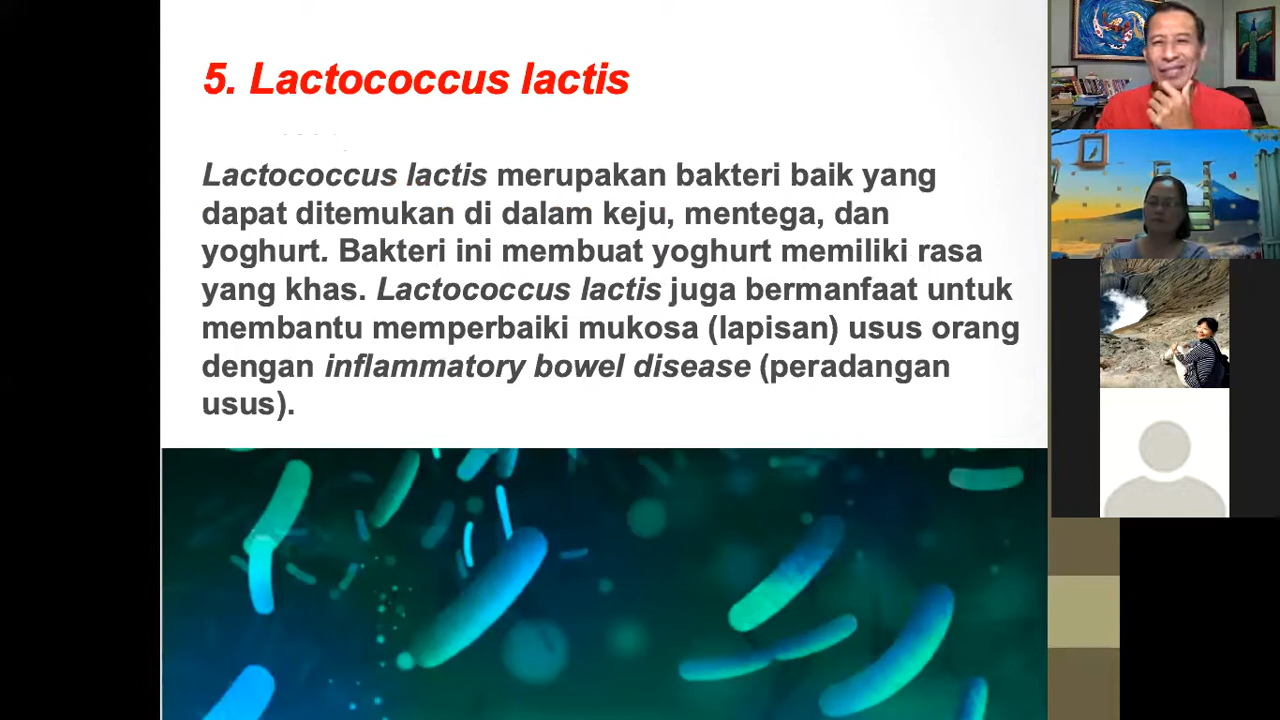 5. Lactococcus lactis
Lactococcus lactis merupakan bakteri baik yang
dapat ditemukan di dalam keju, mentega, dan
yoghurt. Bakteri ini membuat yoghurt memiliki rasa
yang khas. Lactococcus lactis juga bermanfaat untuk
membantu memperbaiki mukosa (lapisan) usus orang
dengan inflammatory bowel disease (peradangan
usus).